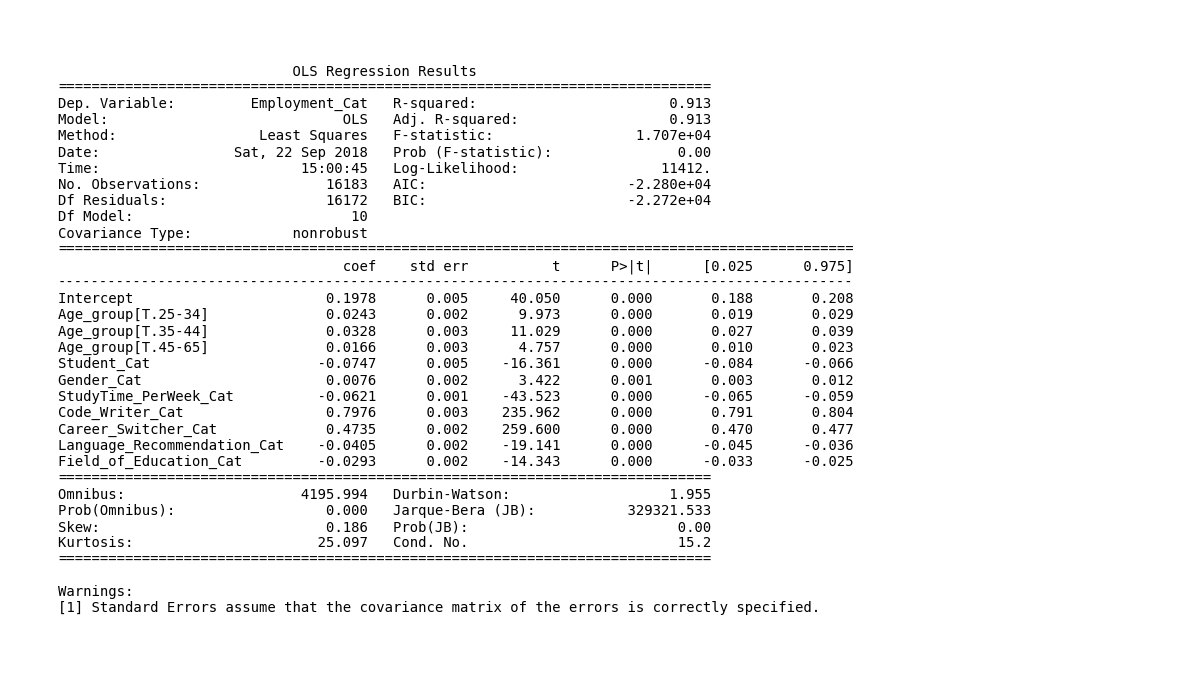 OLS Regression Results
==============================================================================
Dep. Variable:         Employment_Cat   R-squared:                       0.913
Model:                            OLS   Adj. R-squared:                  0.913
Method:                 Least Squares   F-statistic:                 1.707e+04
Date:                Sat, 22 Sep 2018   Prob (F-statistic):               0.00
Time:                        15:00:45   Log-Likelihood:                 11412.
No. Observations:               16183   AIC:                        -2.280e+04
Df Residuals:                   16172   BIC:                        -2.272e+04
Df Model:                          10
Covariance Type:            nonrobust
===============================================================================================
                                  coef    std err          t      P>|t|      [0.025      0.975]
-----------------------------------------------------------------------------------------------
Intercept                       0.1978      0.005     40.050      0.000       0.188       0.208
Age_group[T.25-34]              0.0243      0.002      9.973      0.000       0.019       0.029
Age_group[T.35-44]              0.0328      0.003     11.029      0.000       0.027       0.039
Age_group[T.45-65]              0.0166      0.003      4.757      0.000       0.010       0.023
Student_Cat                    -0.0747      0.005    -16.361      0.000      -0.084      -0.066
Gender_Cat                      0.0076      0.002      3.422      0.001       0.003       0.012
StudyTime_PerWeek_Cat          -0.0621      0.001    -43.523      0.000      -0.065      -0.059
Code_Writer_Cat                 0.7976      0.003    235.962      0.000       0.791       0.804
Career_Switcher_Cat             0.4735      0.002    259.600      0.000       0.470       0.477
Language_Recommendation_Cat    -0.0405      0.002    -19.141      0.000      -0.045      -0.036
Field_of_Education_Cat         -0.0293      0.002    -14.343      0.000      -0.033      -0.025
==============================================================================
Omnibus:                     4195.994   Durbin-Watson:                   1.955
Prob(Omnibus):                  0.000   Jarque-Bera (JB):           329321.533
Skew:                           0.186   Prob(JB):                         0.00
Kurtosis:                      25.097   Cond. No.                         15.2
==============================================================================
Warnings:
[1] Standard Errors assume that the covariance matrix of the errors is correctly specified.